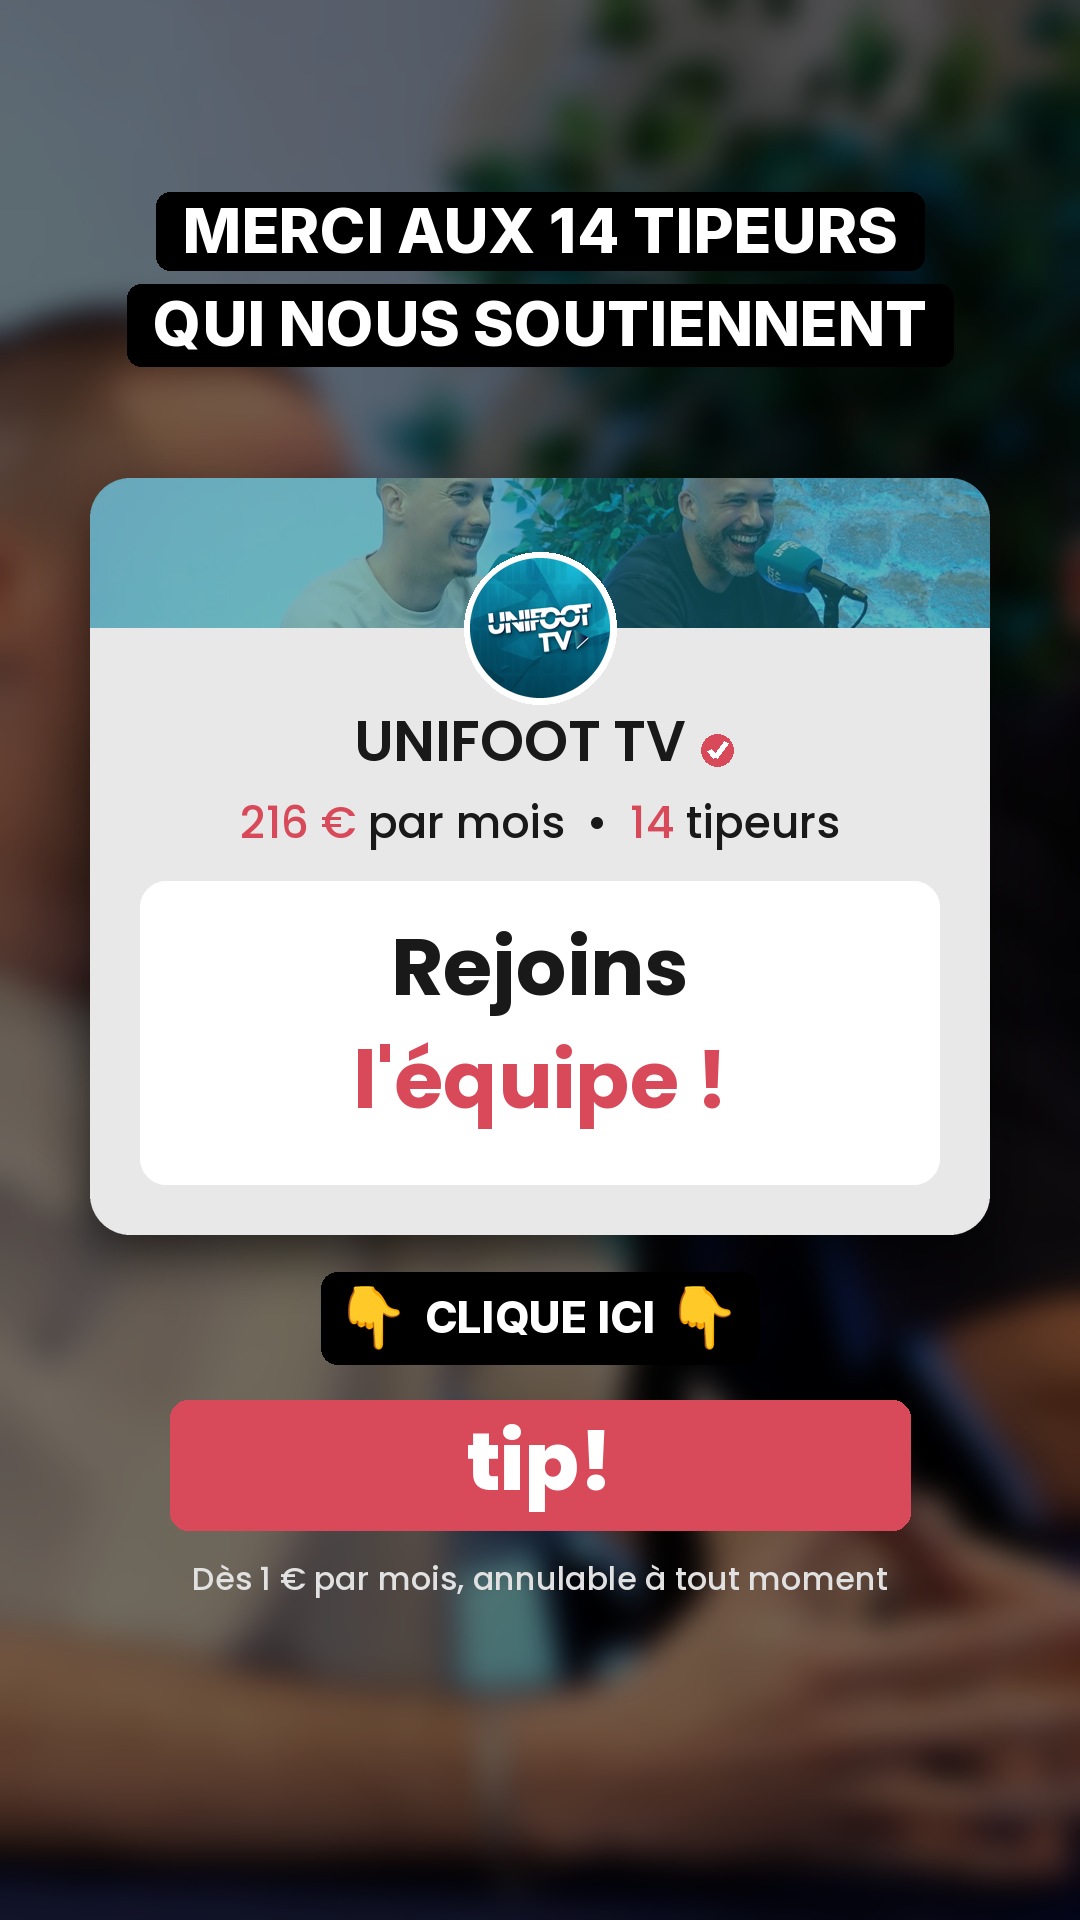 MERCI AUX 14 TIPEURS
QUI NOUS SOUTIENNENT
UNIFOOT
TV
UNIFOOT TV
216 € par mois • 14 tipeurs
Rejoins
l'équipe !
👇 CLIQUE ICI 👇
tip!
Dès 1 € par mois, annulable à tout moment